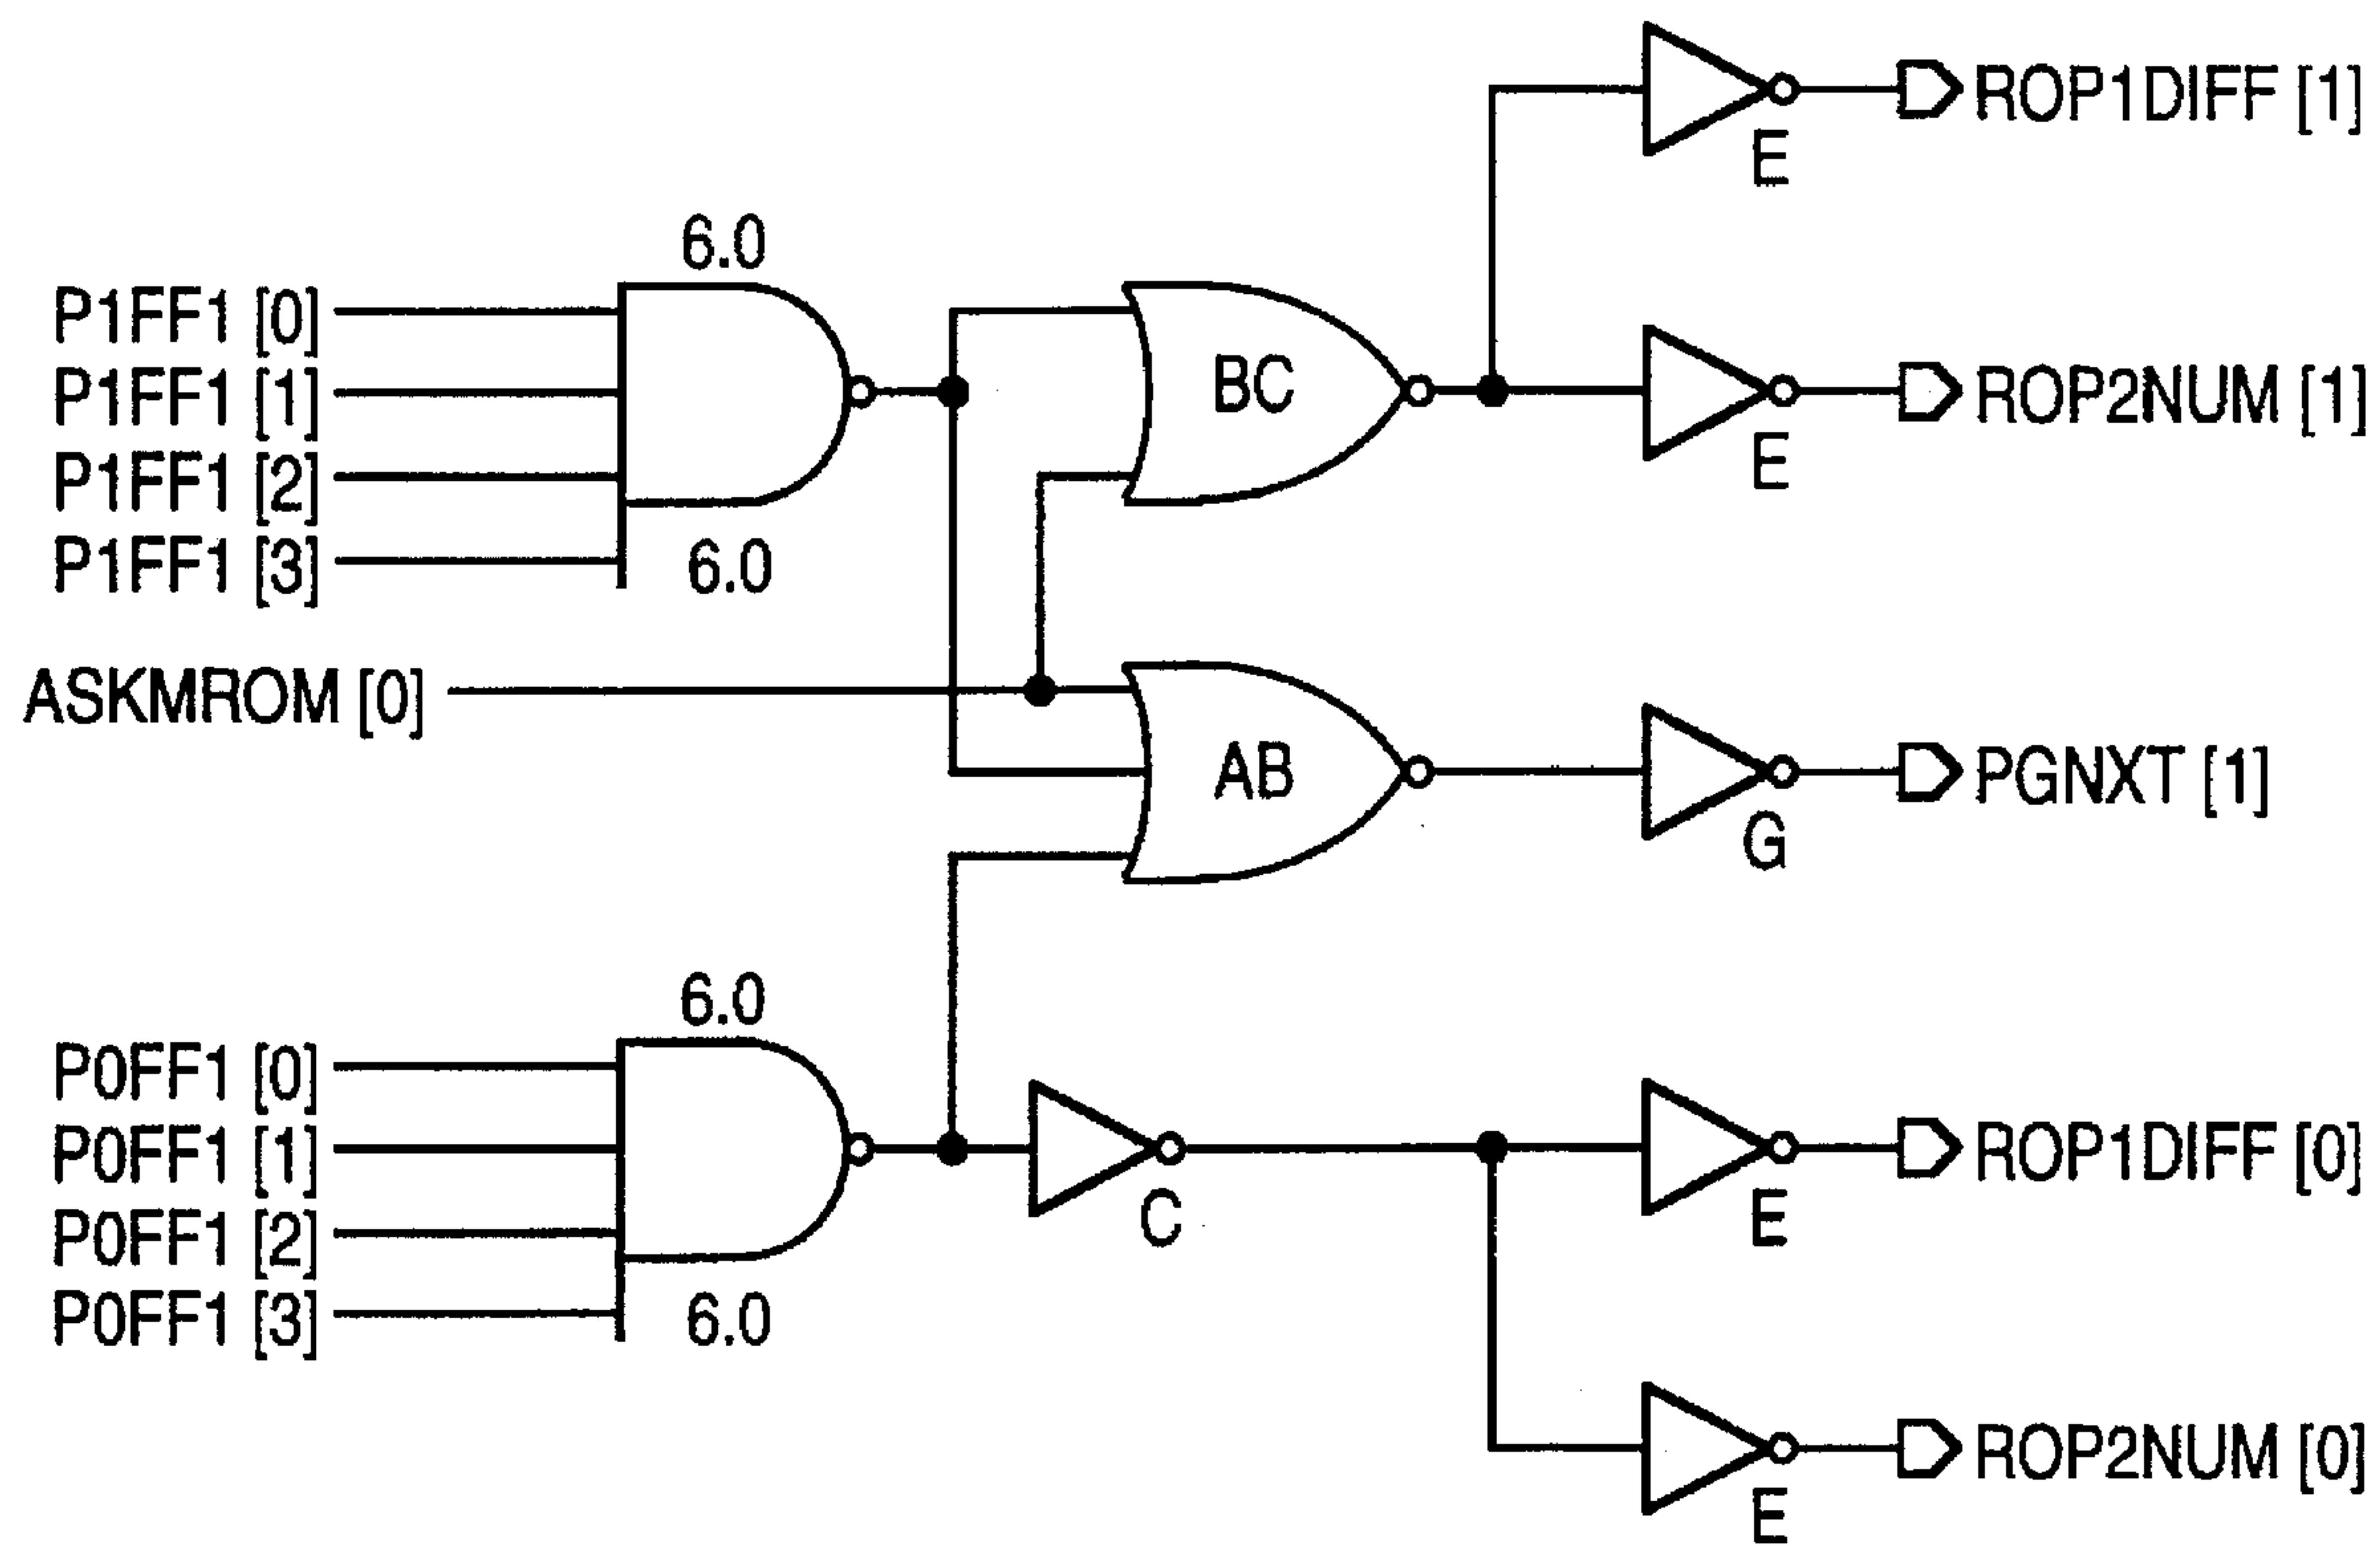 ROP1DIFF [1]
E
6.0
P1FF1 [0]
P1FF1 [1]
BC
ROP2NUM [1]
E
P1FF1 [2]
P1FF1 [3]
6.0
ASKMROM [0]
AB
PGNXT [1]
G
6.0
P0FF1 [0]
P0FF1 [1]
ROP1DIFF [0]
C
E
P0FF1 [2]
P0FF1 [3]
6.0
ROP2NUM [0]
E